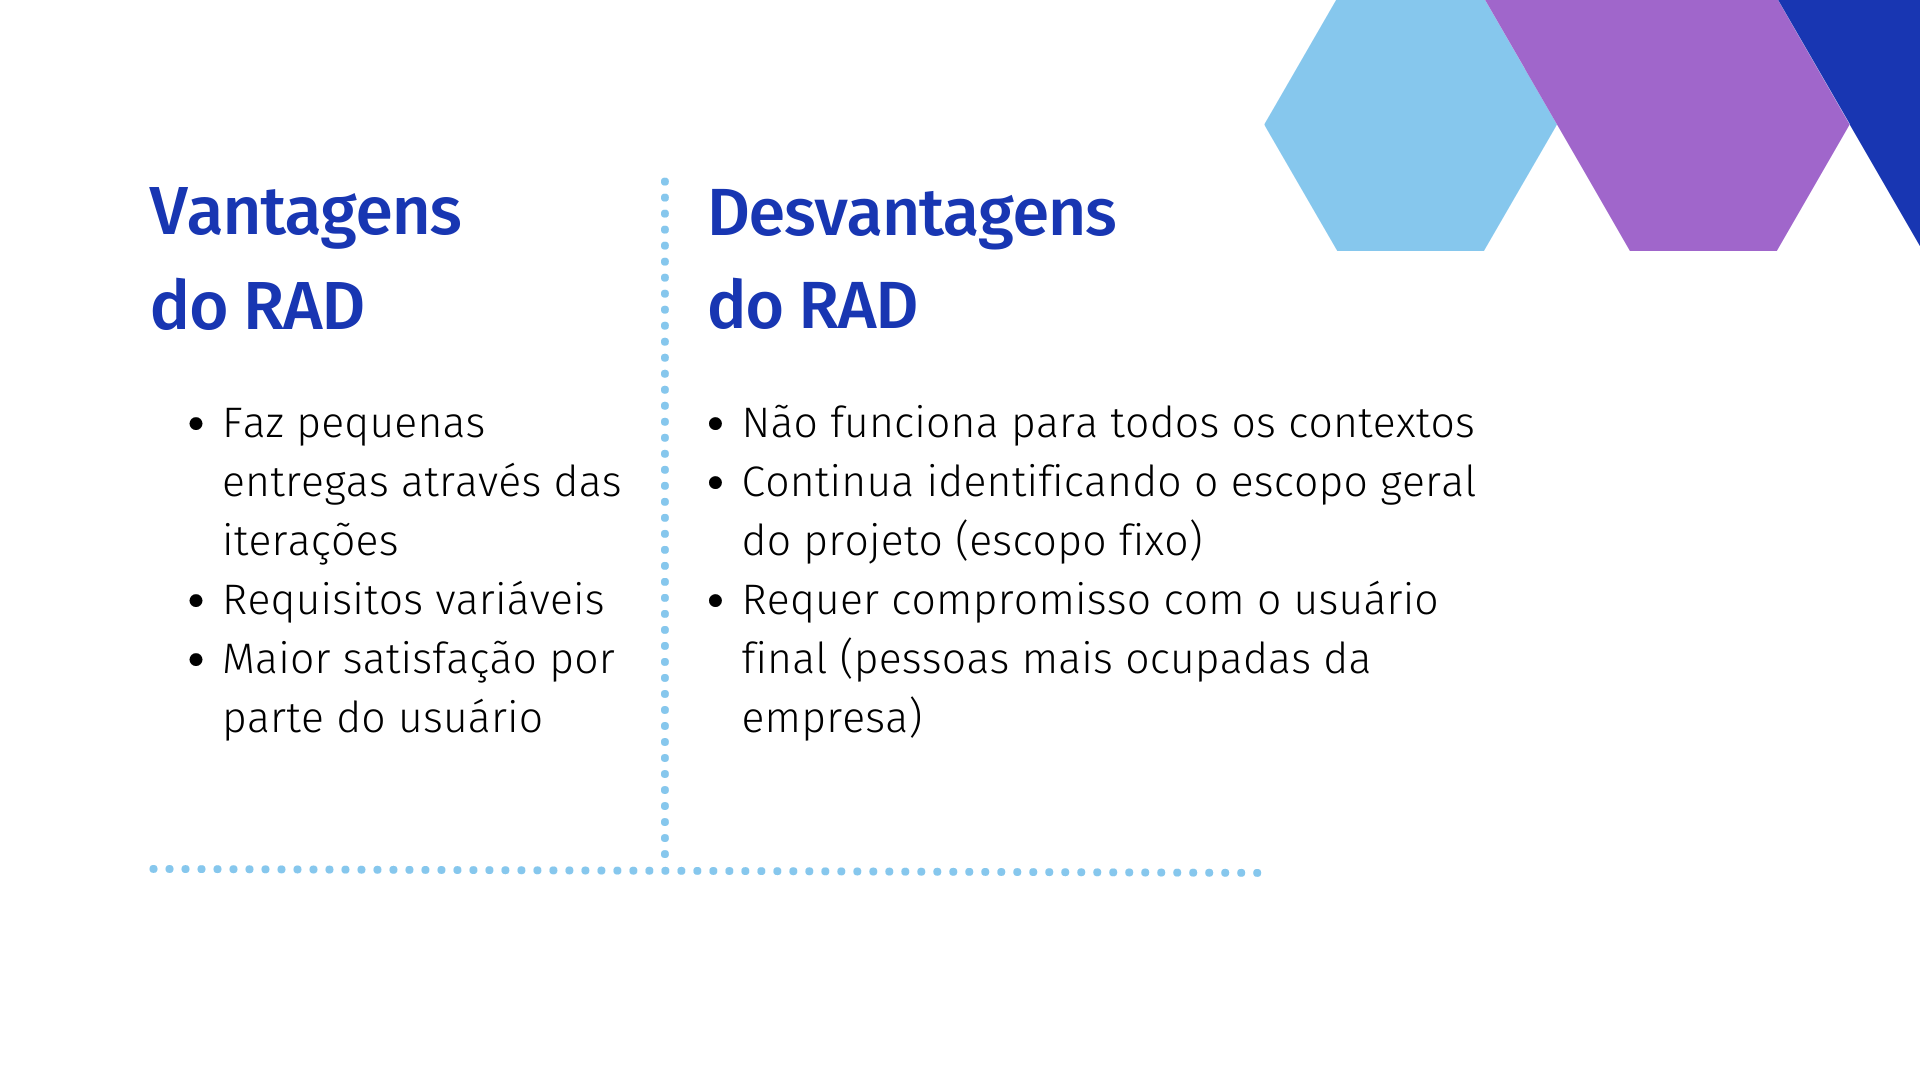 Vantagens
do RAD
• Faz pequenas
entregas através das
iterações
• Requisitos variáveis
• Maior satisfação por
parte do usuário
Desvantagens
do RAD
• Não funciona para todos os contextos
• Continua identificando o escopo geral
do projeto (escopo fixo)
• Requer compromisso com o usuário
final (pessoas mais ocupadas da
empresa)